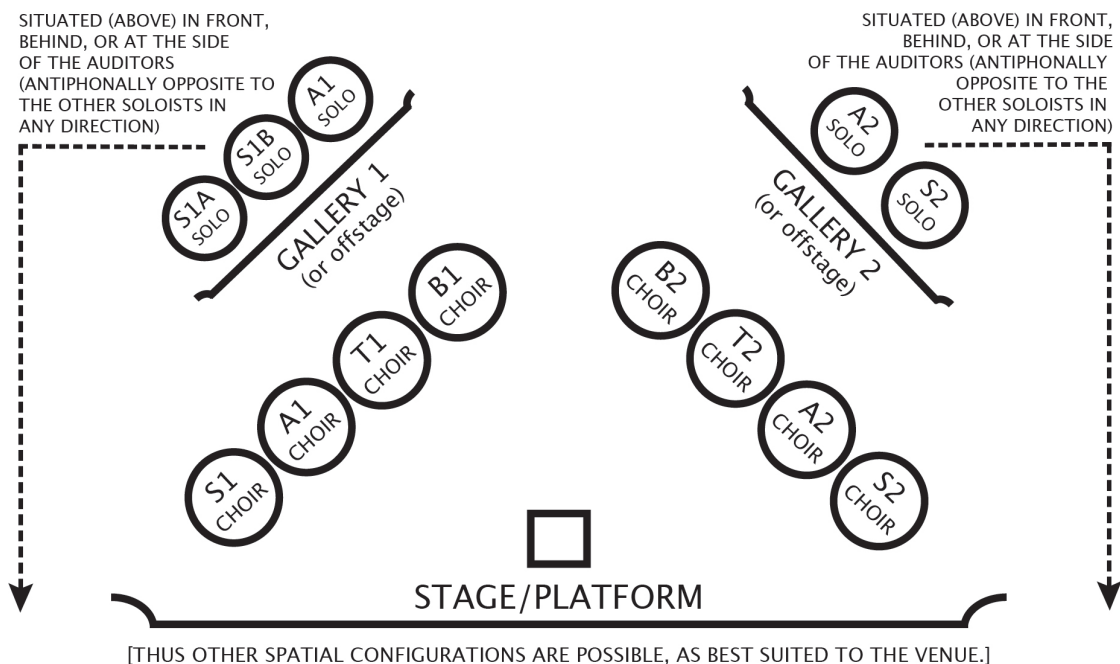 SITUATED (ABOVE) IN FRONT,
BEHIND, OR AT THE SIDE
OF THE AUDITORS
(ANTIPHONALLY OPPOSITE TO
THE OTHER SOLOISTS IN
ANY DIRECTION)
SITUATED (ABOVE) IN FRONT,
BEHIND, OR AT THE SIDE
OF THE AUDITORS (ANTIPHONALLY
OPPOSITE TO THE
OTHER SOLOISTS IN
ANY DIRECTION)
S1A
SOLO
S1B
SOLO
A1
SOLO
GALLERY 1
(or offstage)
A2
SOLO
S2
SOLO
GALLERY 2
(or offstage)
S1
CHOIR
A1
CHOIR
T1
CHOIR
B1
CHOIR
B2
CHOIR
T2
CHOIR
A2
CHOIR
S2
CHOIR
STAGE/PLATFORM
[THUS OTHER SPATIAL CONFIGURATIONS ARE POSSIBLE, AS BEST SUITED TO THE VENUE.]